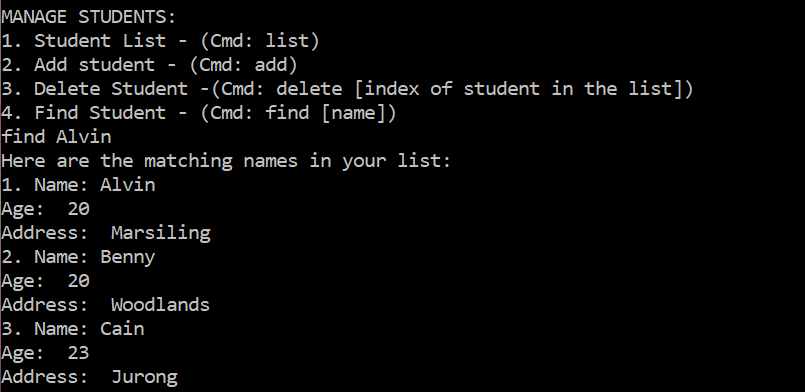 MANAGE STUDENTS:
1. Student List - (Cmd: list)
2. Add student - (Cmd: add)
3. Delete Student -(Cmd: delete [index of student in the list])
4. Find Student - (Cmd: find [name])
find Alvin
Here are the matching names in your list:
1. Name: Alvin
Age:  20
Address:  Marsiling
2. Name: Benny
Age:  20
Address:  Woodlands
3. Name: Cain
Age:  23
Address:  Jurong